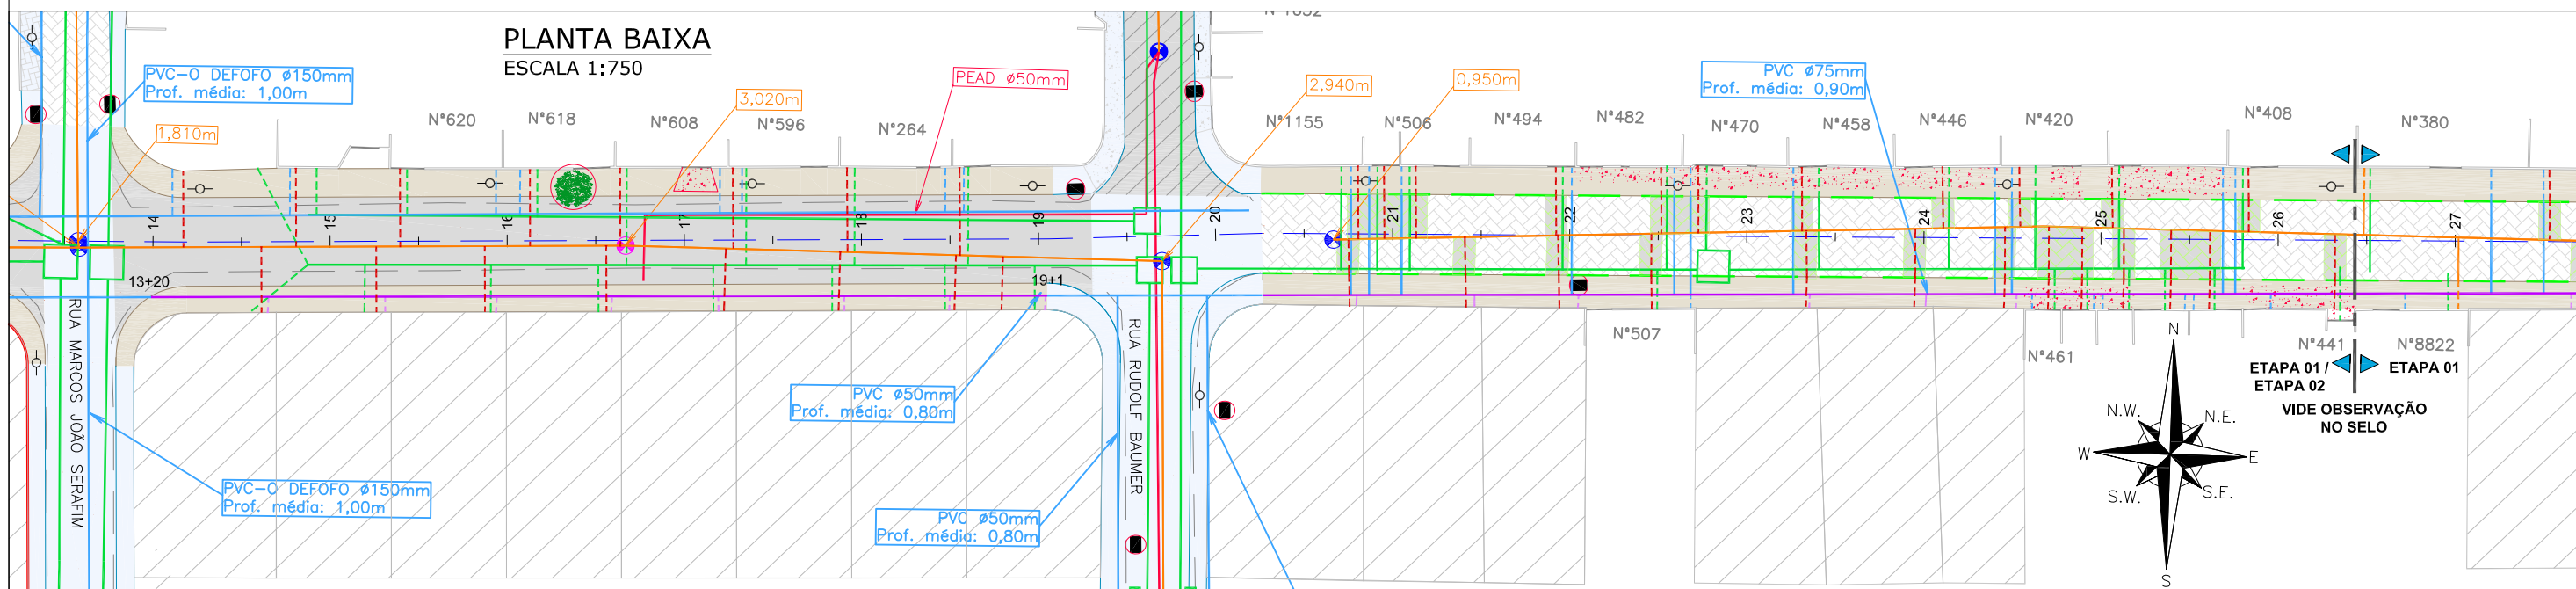 PLANTA BAIXA
ESCALA 1:750
PVC-O DEFOFO ø150mm
Prof. média: 1,00m
1,810m
N°620
N°618
3,020m
N°608
N°596
N°264
PEAD ø50mm
2,940m
0,950m
N°1155
N°506
N°494
N°482
PVC ø75mm
Prof. média: 0,90m
N°470
N°458
N°446
N°420
N°408
N°380
14
15
16
17
18
19
20
21
22
23
24
25
26
27
13+20
19+1
RUA MARCOS JOÃO SERAFIM
RUA RUDOLF BAUMER
PVC ø50mm
Prof. média: 0,80m
PVC-O DEFOFO ø150mm
Prof. média: 1,00m
PVC ø50mm
Prof. média: 0,80m
N°507
N°461
N°441
N°8822
ETAPA 01 /
ETAPA 02
ETAPA 01
VIDE OBSERVAÇÃO
NO SELO
N
N.W.
N.E.
W
E
S.W.
S.E.
S